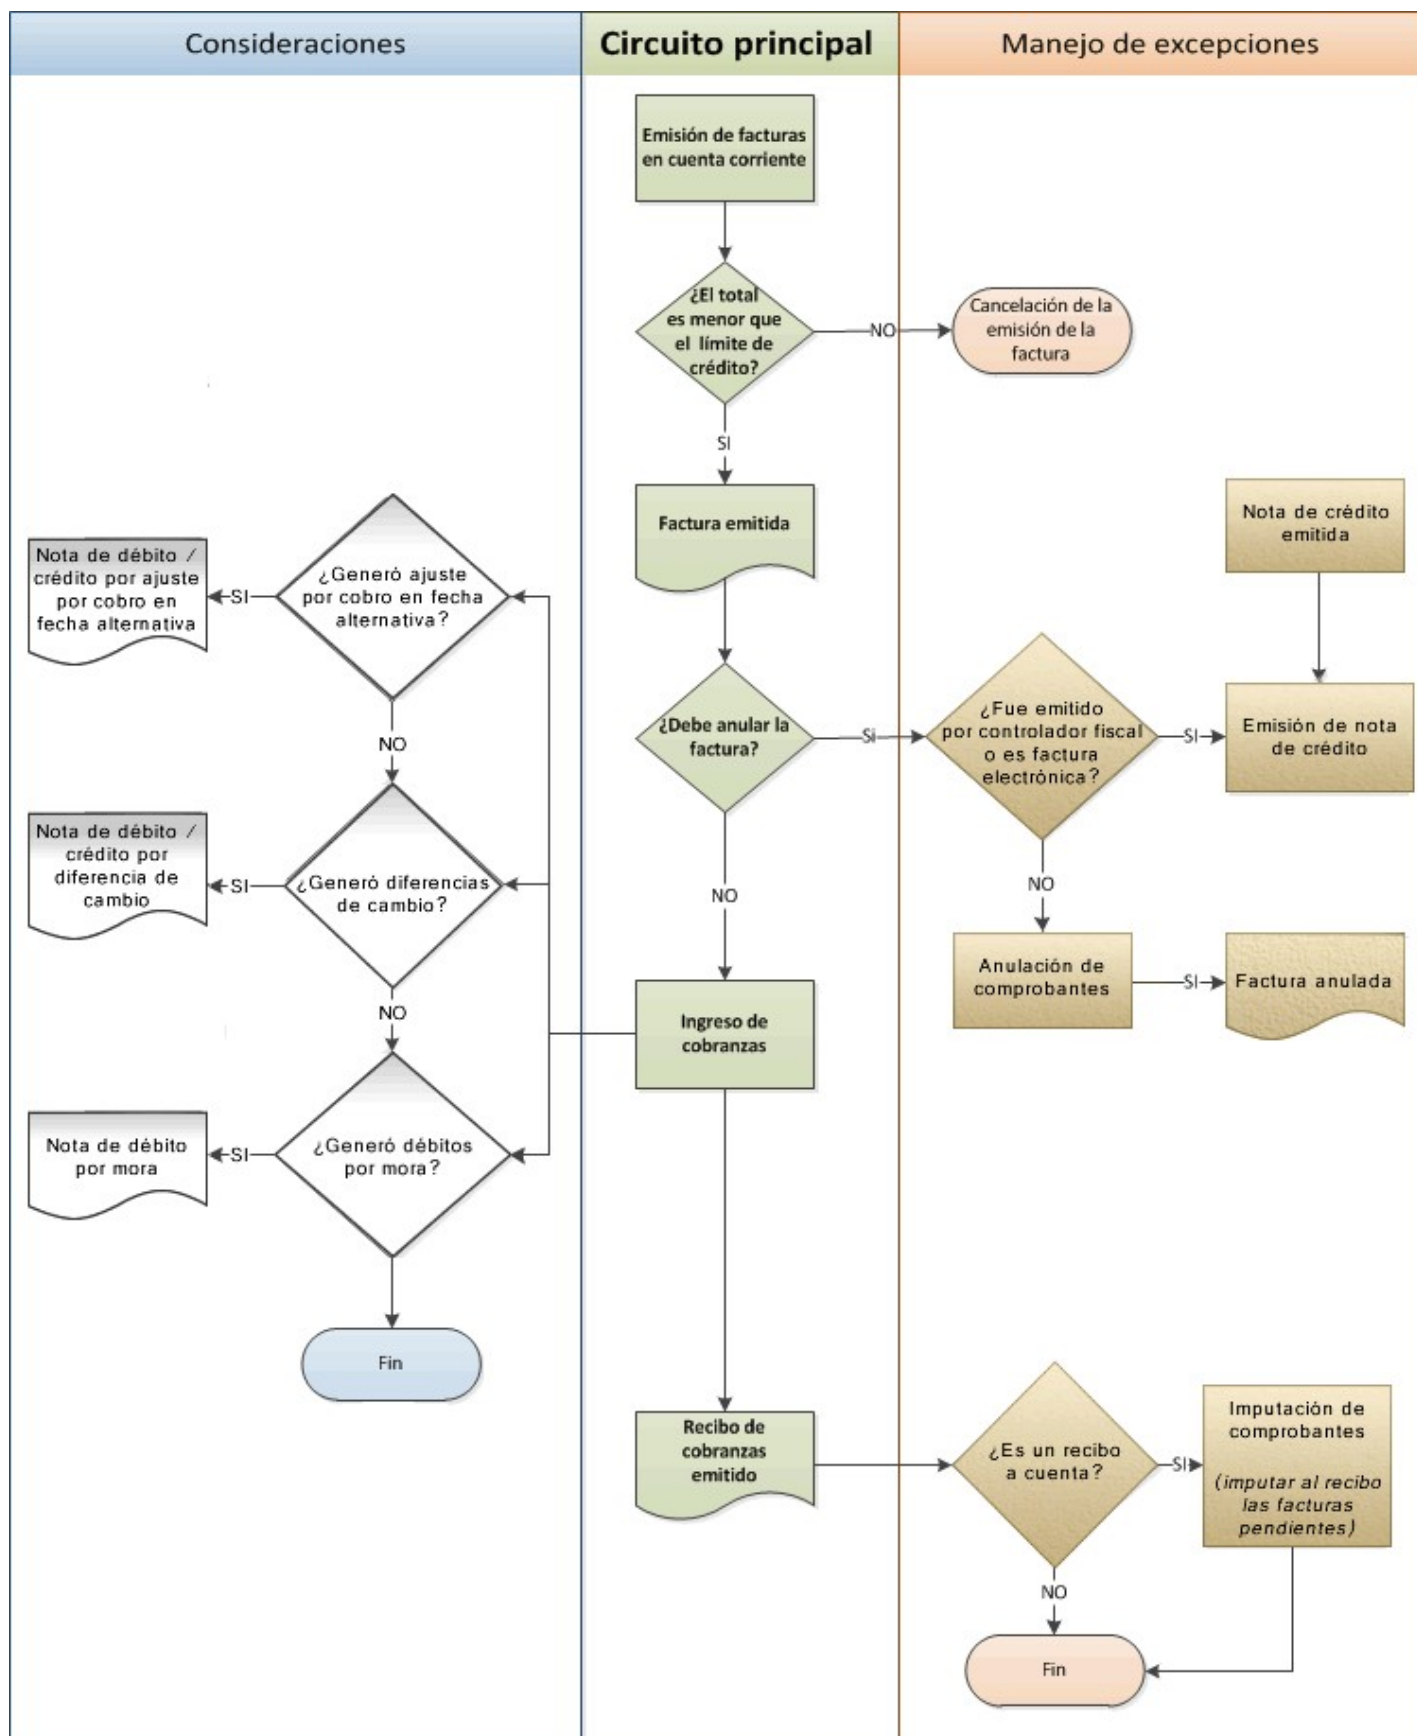 Consideraciones
Circuito principal
Manejo de excepciones
Emisión de facturas
en cuenta corriente
¿El total
es menor que
el límite de
crédito?
NO
Cancelación de la
emisión de la
factura
SI
Factura emitida
Nota de crédito
emitida
Nota de débito /
crédito por ajuste
por cobro en
fecha alternativa
SI
¿Generó ajuste
por cobro en fecha
alternativa?
¿Debe anular la
factura?
Si
¿Fue emitido
por controlador fiscal
o es factura
electrónica?
SI
Emisión de nota
de crédito
NO
Nota de débito /
crédito por
diferencia de
cambio
SI
¿Generó diferencias
de cambio?
NO
NO
Anulación de
comprobantes
SI
Factura anulada
NO
Ingreso de
cobranzas
Nota de débito
por mora
SI
¿Generó débitos
por mora?
Fin
Recibo de
cobranzas
emitido
¿Es un recibo
a cuenta?
SI
Imputación de
comprobantes
(imputar al recibo
las facturas
pendientes)
NO
Fin